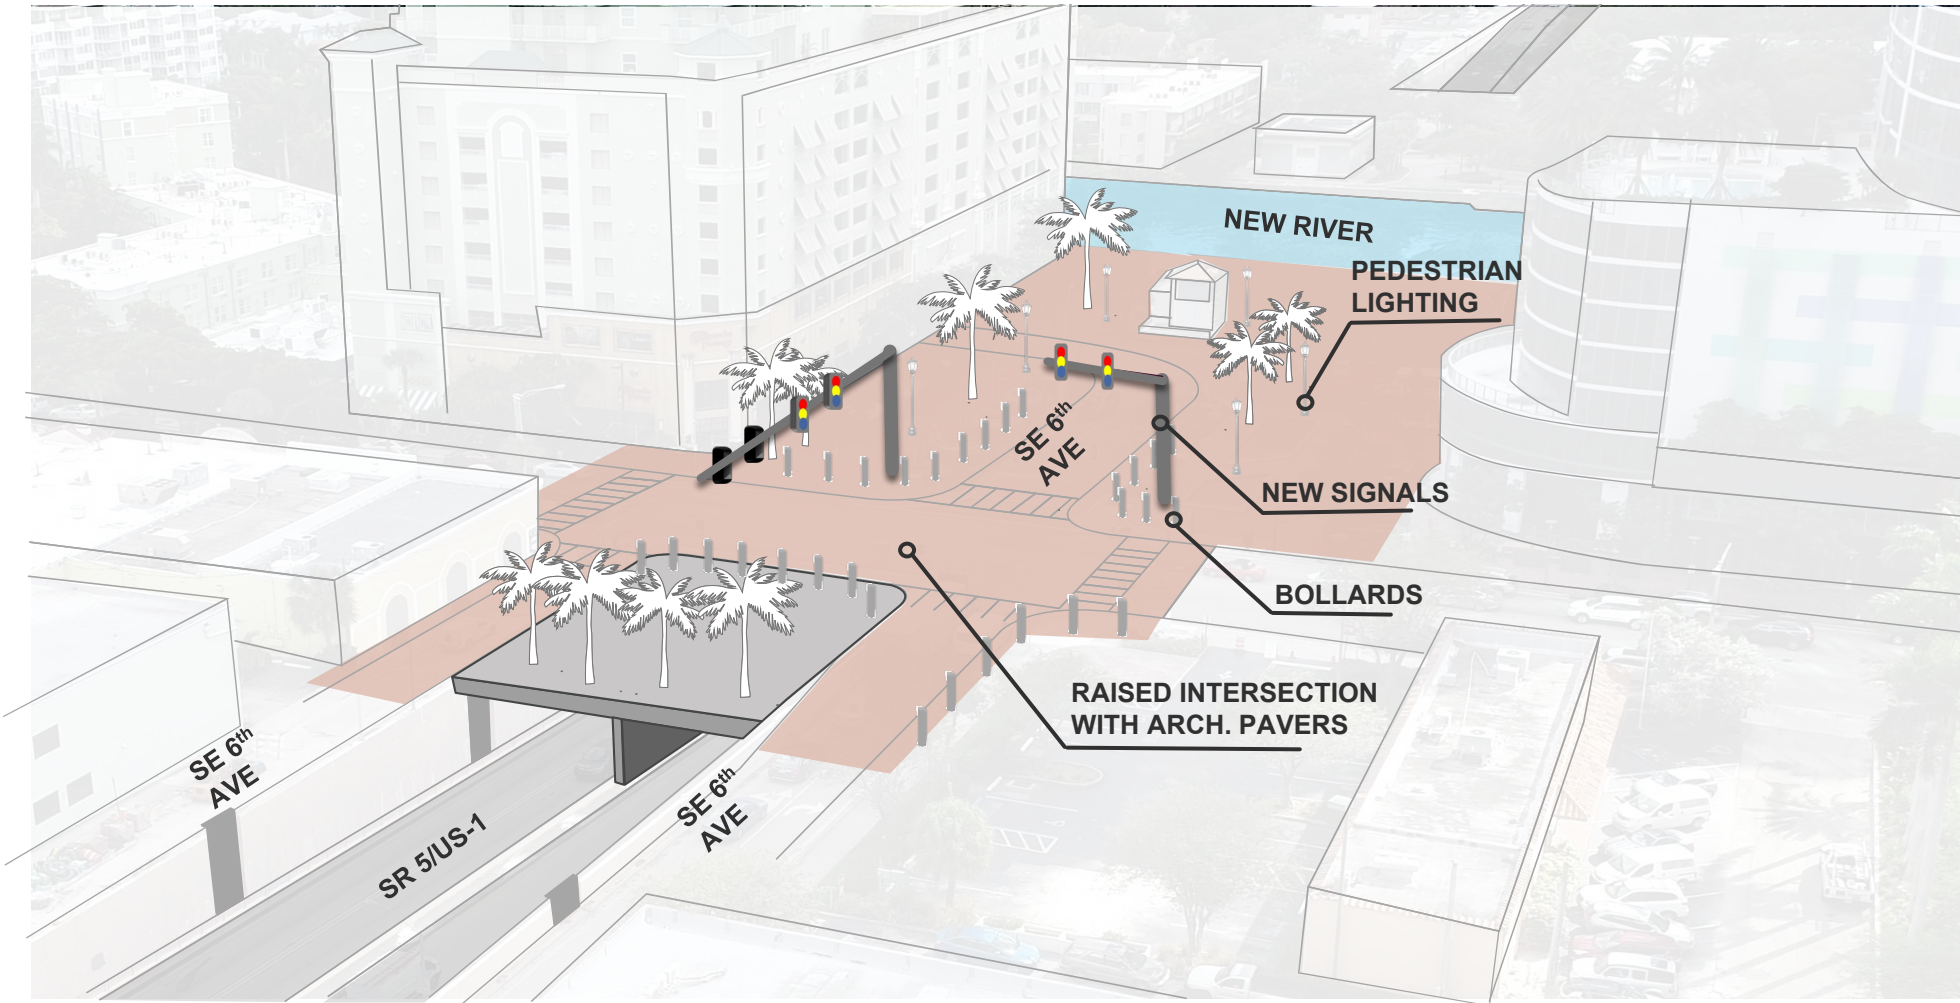 NEW RIVER
PEDESTRIAN
LIGHTING
SE 6th
AVE
NEW SIGNALS
BOLLARDS
RAISED INTERSECTION
WITH ARCH. PAVERS
SE 6th
AVE
SE 6th
AVE
SR 5/US-1